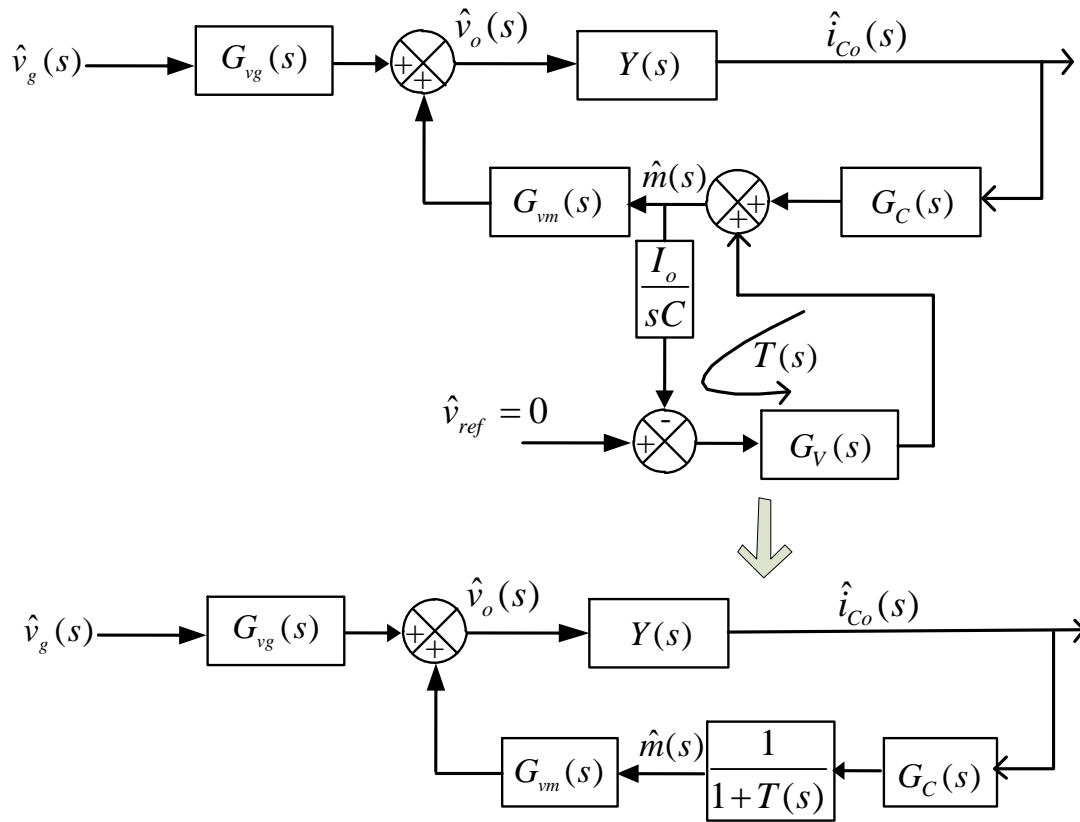 v̂_g(s)
G_vg(s)
+
+
v̂_o(s)
Y(s)
î_Co(s)
G_vm(s)
m̂(s)
+
+
G_C(s)
I_o
sC
T(s)
v̂_ref = 0
-
+
G_V(s)
v̂_g(s)
G_vg(s)
+
+
v̂_o(s)
Y(s)
î_Co(s)
G_vm(s)
m̂(s)
1
1+T(s)
G_C(s)